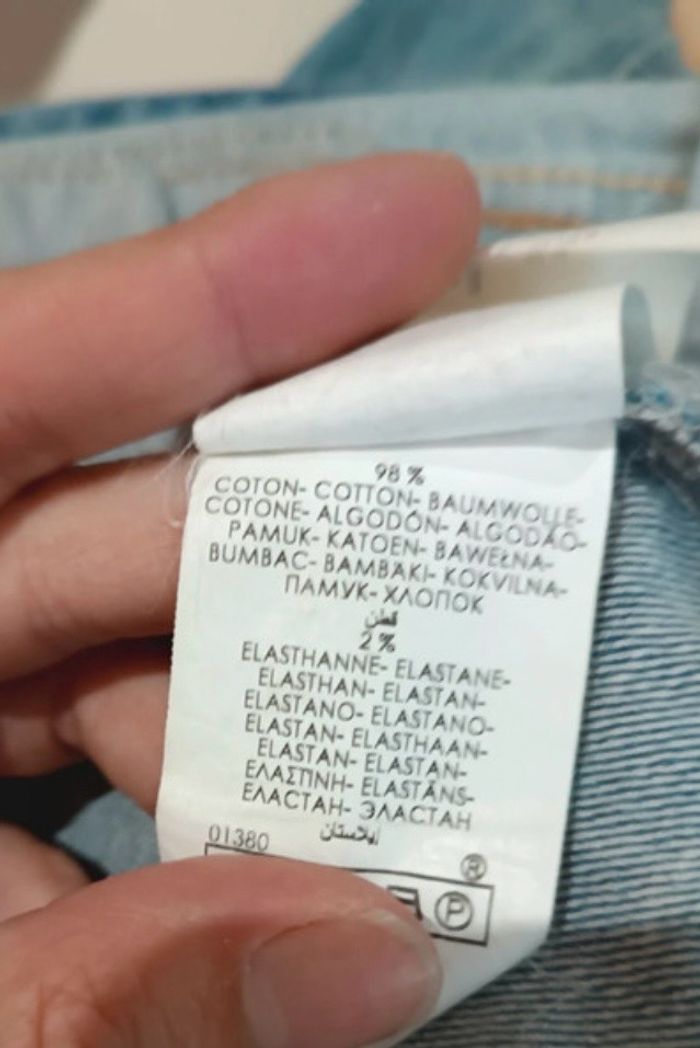 98 %
COTON- COTTON- BAUMWOLLE-
COTONE- ALGODÓN- ALGODÃO-
PAMUK- KATOEN- BAWEŁNA-
BUMBAC- BAMBAKI- KOKVILNA-
ПАМУК- ХЛОПОК
قطن
2 %
ELASTHANNE- ELASTANE-
ELASTHAN- ELASTAN-
ELASTANO- ELASTANO-
ELASTAN- ELASTHAAN-
ELASTAN- ELASTAN-
ΕΛΑΣΠΝΗ- ELASTĀNS-
ЕЛАСТАН- ЭЛАСТАН
إيلاستان
01380
®
P